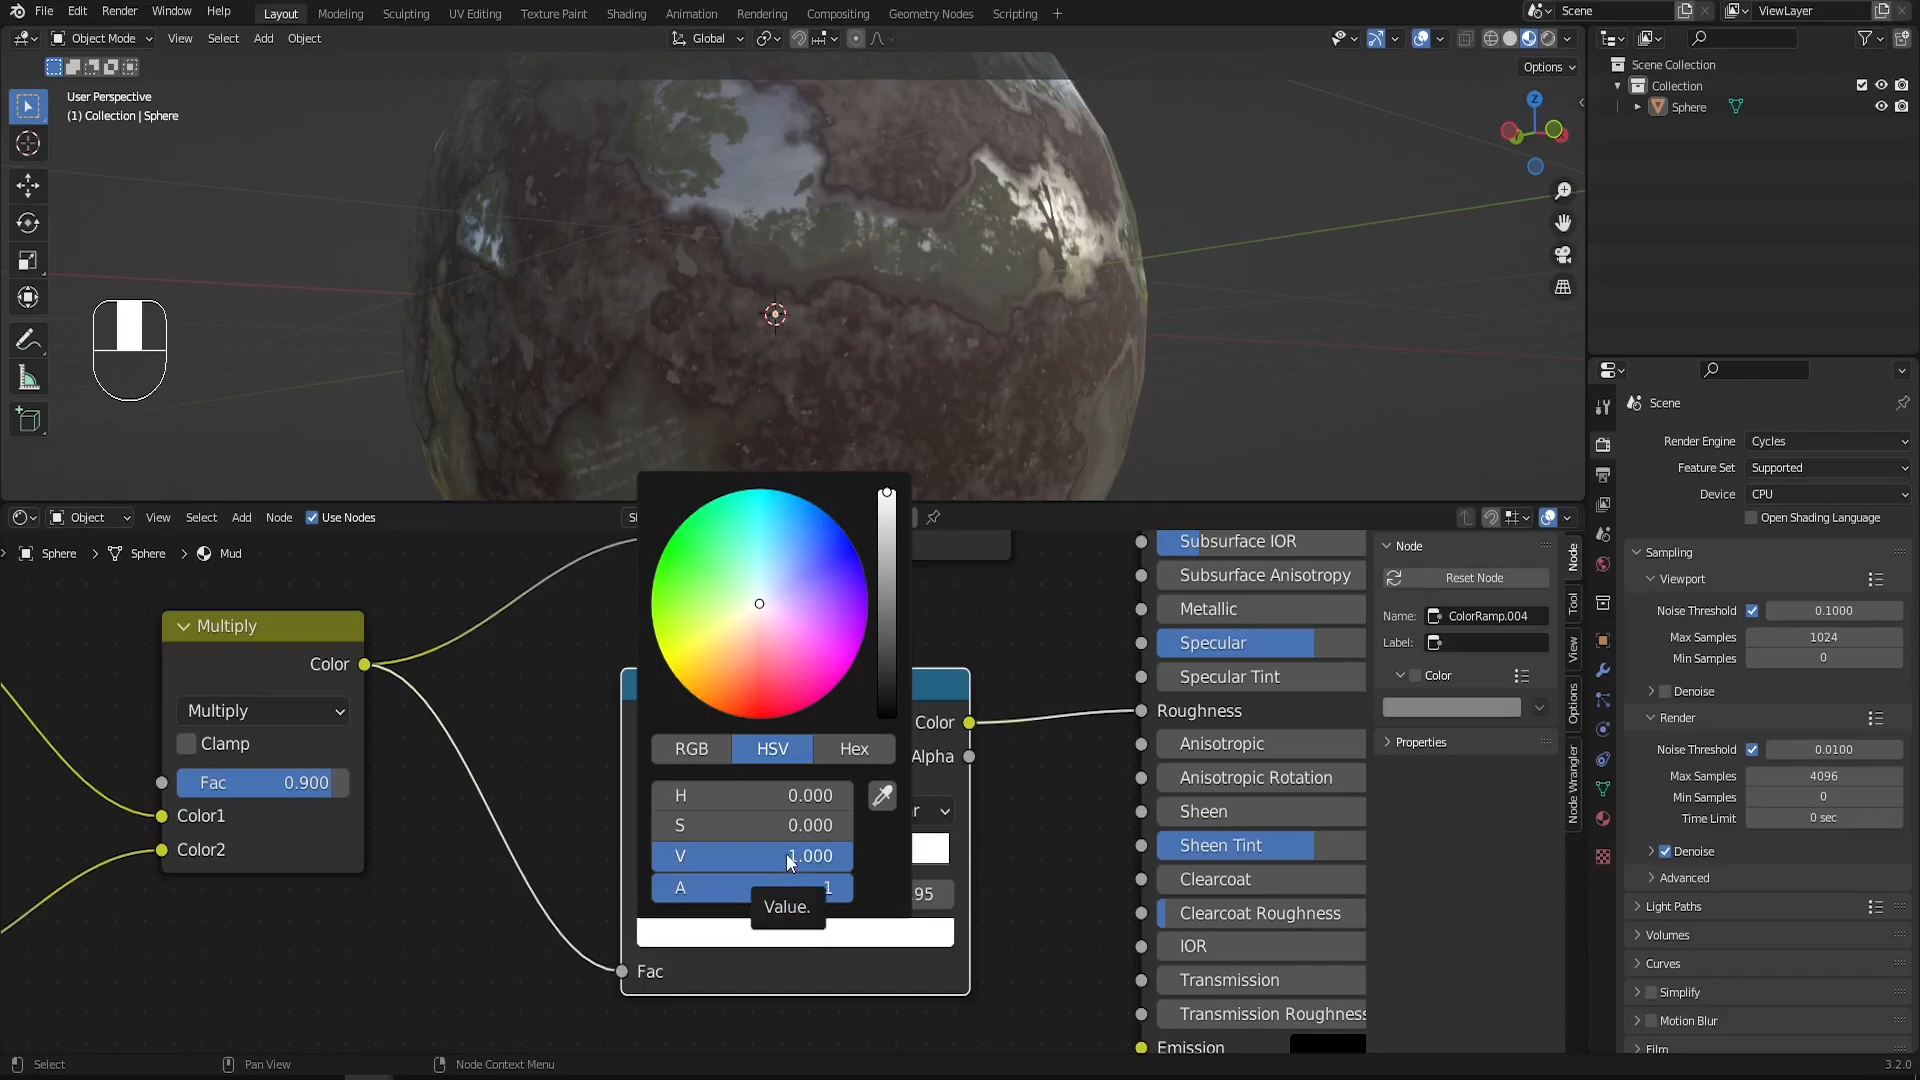 File Edit Render Window Help Layout Modeling Sculpting UV Editing Texture Paint Shading Animation Rendering Compositing Geometry Nodes Scripting + Scene ViewLayer
Object Mode View Select Add Object Global
Options
User Perspective
(1) Collection | Sphere
Z
Scene Collection
Collection
Sphere
Scene
Render Engine Cycles
Feature Set Supported
Device CPU
Open Shading Language
Sampling
Viewport
Noise Threshold 0.1000
Max Samples 1024
Min Samples 0
Denoise
Render
Noise Threshold 0.0100
Max Samples 4096
Min Samples 0
Time Limit 0 sec
Denoise
Advanced
Light Paths
Volumes
Curves
Simplify
Motion Blur
Film
Object View Select Add Node Use Nodes
Sphere Sphere Mud
Multiply
Color
Multiply
Clamp
Fac 0.900
Color1
Color2
RGB HSV Hex
H 0.000
S 0.000
V 1.000
A 1
Value.
Color
Alpha
95
Fac
Subsurface IOR
Subsurface Anisotropy
Metallic
Specular
Specular Tint
Roughness
Anisotropic
Anisotropic Rotation
Sheen
Sheen Tint
Clearcoat
Clearcoat Roughness
IOR
Transmission
Transmission Roughness
Emission
Node
Reset Node
Name: ColorRamp.004
Label:
Color
Properties
Node
Tool
View
Options
Node Wrangler
Select Pan View Node Context Menu 3.2.0